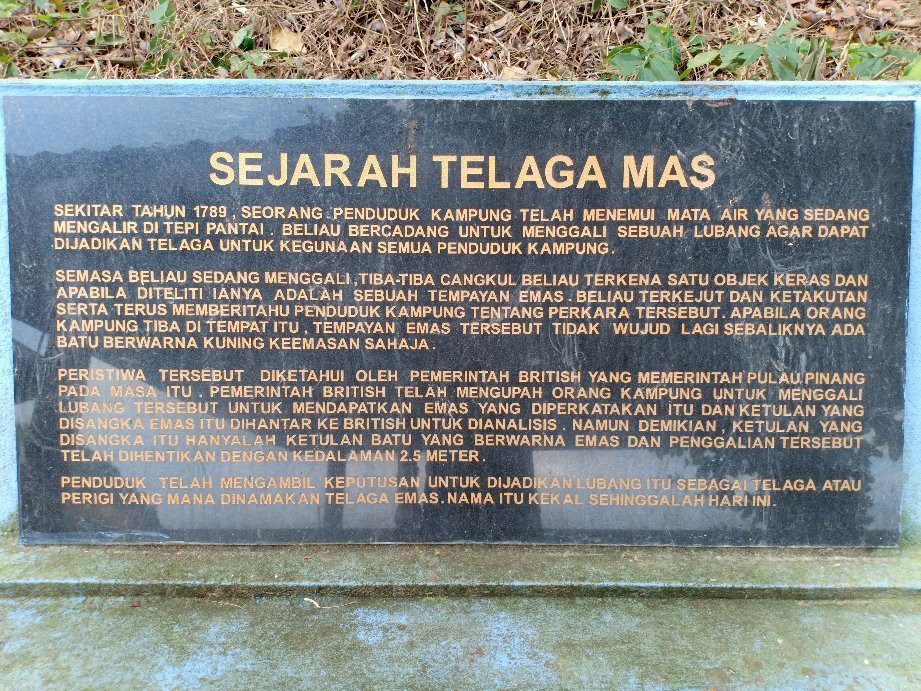 SEJARAH TELAGA MAS
SEKITAR TAHUN 1789 , SEORANG PENDUDUK KAMPUNG TELAH MENEMUI MATA AIR YANG SEDANG
MENGALIR DI TEPI PANTAI . BELIAU BERCADANG UNTUK MENGGALI SEBUAH LUBANG AGAR DAPAT
DIJADIKAN TELAGA UNTUK KEGUNAAN SEMUA PENDUDUK KAMPUNG.
SEMASA BELIAU SEDANG MENGGALI , TIBA-TIBA CANGKUL BELIAU TERKENA SATU OBJEK KERAS DAN
APABILA DITELITI IANYA ADALAH SEBUAH TEMPAYAN EMAS . BELIAU TERKEJUT DAN KETAKUTAN
SERTA TERUS MEMBERITAHU PENDUDUK KAMPUNG TENTANG PERKARA TERSEBUT. APABILA ORANG
KAMPUNG TIBA DI TEMPAT ITU , TEMPAYAN EMAS TERSEBUT TIDAK WUJUD LAGI SEBALIKNYA ADA
BATU BERWARNA KUNING KEEMASAN SAHAJA.
PERISTIWA TERSEBUT DIKETAHUI OLEH PEMERINTAH BRITISH YANG MEMERINTAH PULAU PINANG
PADA MASA ITU . PEMERINTAH BRITISH TELAH MENGUPAH ORANG KAMPUNG UNTUK MENGGALI
LUBANG TERSEBUT UNTUK MENDAPATKAN EMAS YANG DIPERKATAKAN ITU DAN KETULAN YANG
DISANGKA EMAS ITU DIHANTAR KE BRITISH UNTUK DIANALISIS . NAMUN DEMIKIAN , KETULAN YANG
DISANGKA ITU HANYALAH KETULAN BATU YANG BERWARNA EMAS DAN PENGGALIAN TERSEBUT
TELAH DIHENTIKAN DENGAN KEDALAMAN 2.5 METER.
PENDUDUK TELAH MENGAMBIL KEPUTUSAN UNTUK DIJADIKAN LUBANG ITU SEBAGAI TELAGA ATAU
PERIGI YANG MANA DINAMAKAN TELAGA EMAS. NAMA ITU KEKAL SEHINGGALAH HARI INI.